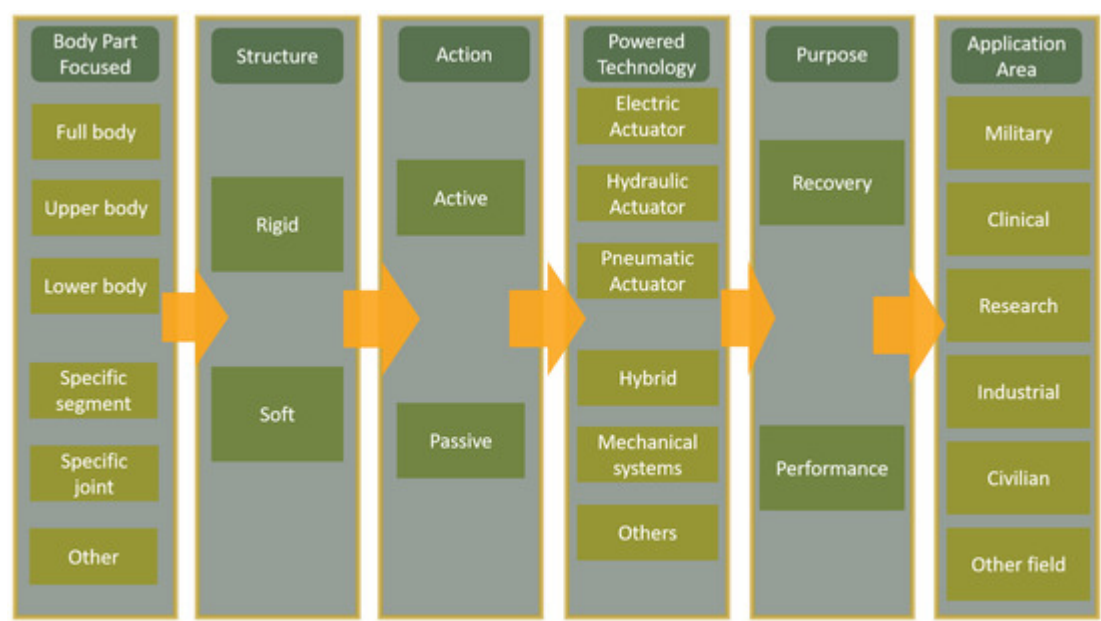 Body Part
Focused
Full body
Upper body
Lower body
Specific
segment
Specific
joint
Other
Structure
Rigid
Soft
Action
Active
Passive
Powered
Technology
Electric
Actuator
Hydraulic
Actuator
Pneumatic
Actuator
Hybrid
Mechanical
systems
Others
Purpose
Recovery
Performance
Application
Area
Military
Clinical
Research
Industrial
Civilian
Other field